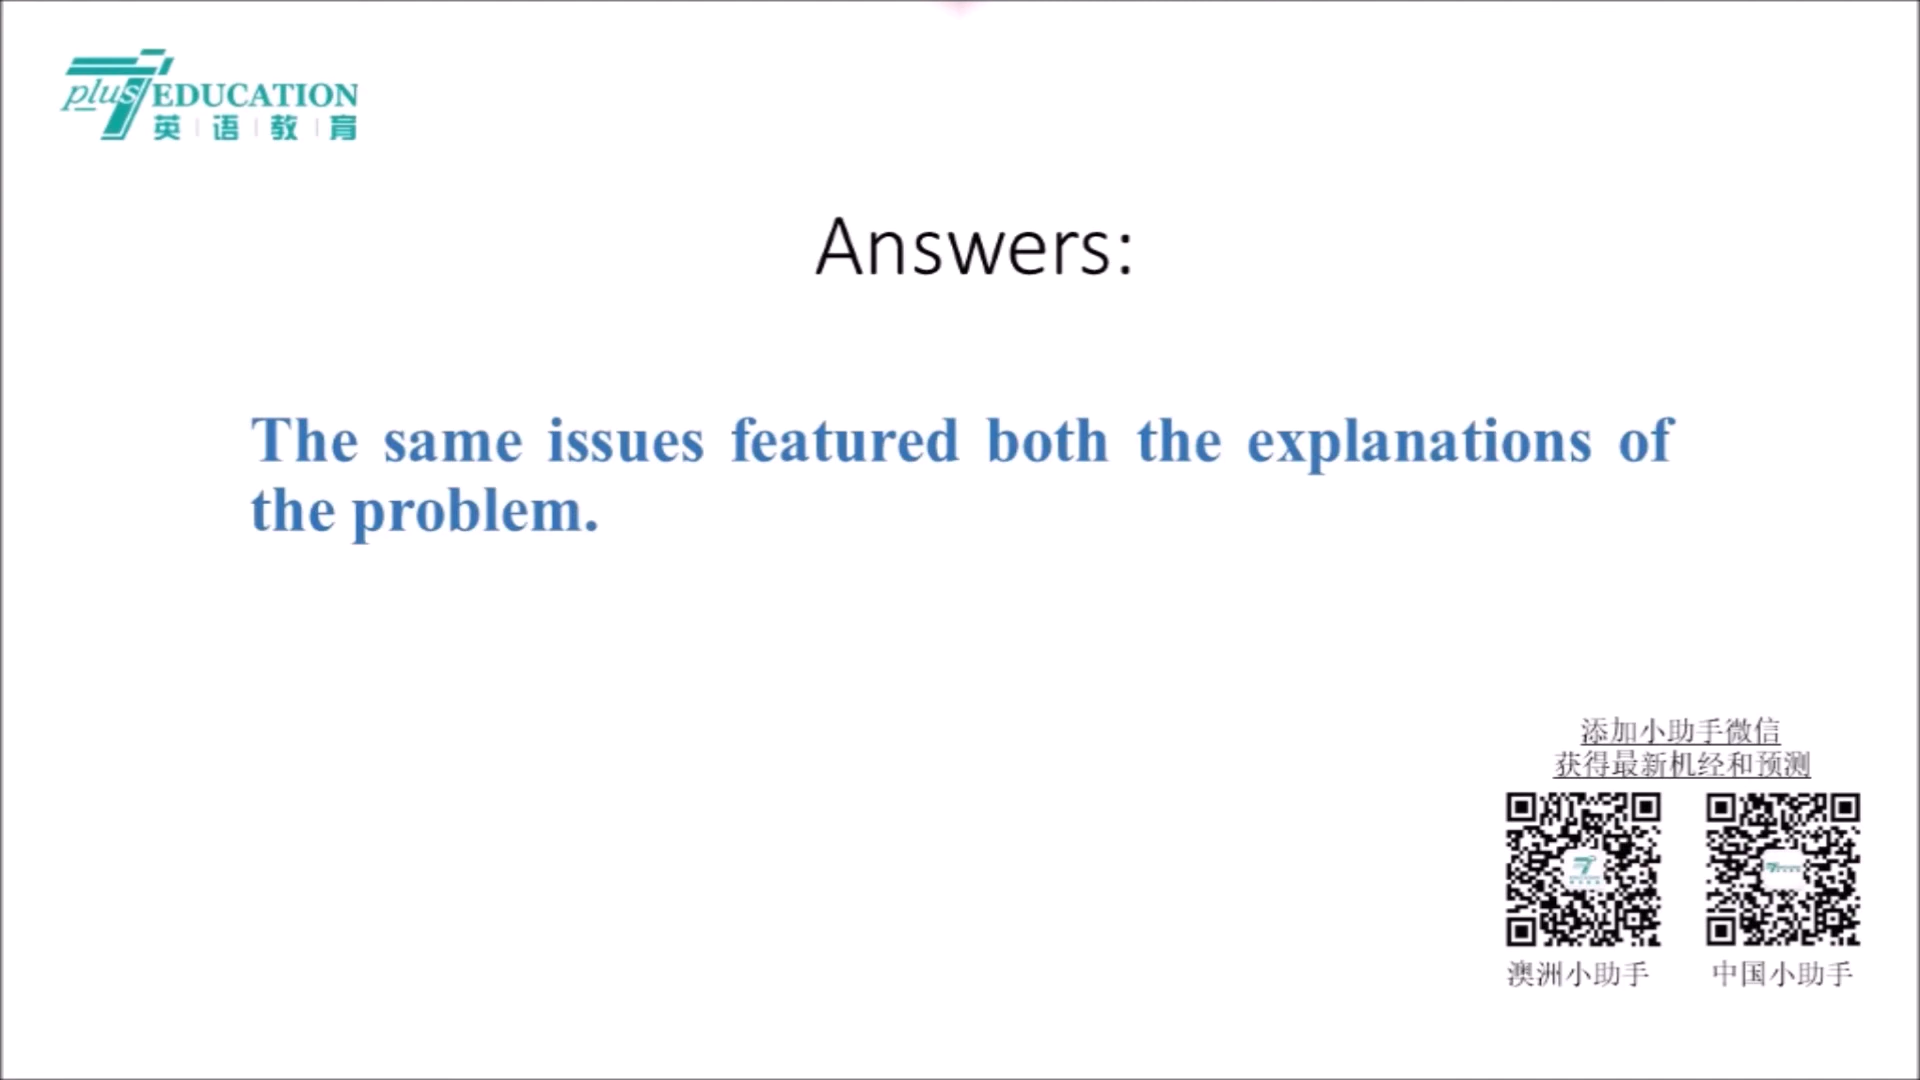 plus 7 EDUCATION
英语教育
Answers:
The same issues featured both the explanations of
the problem.
添加小助手微信
获得最新机经和预测
澳洲小助手
中国小助手